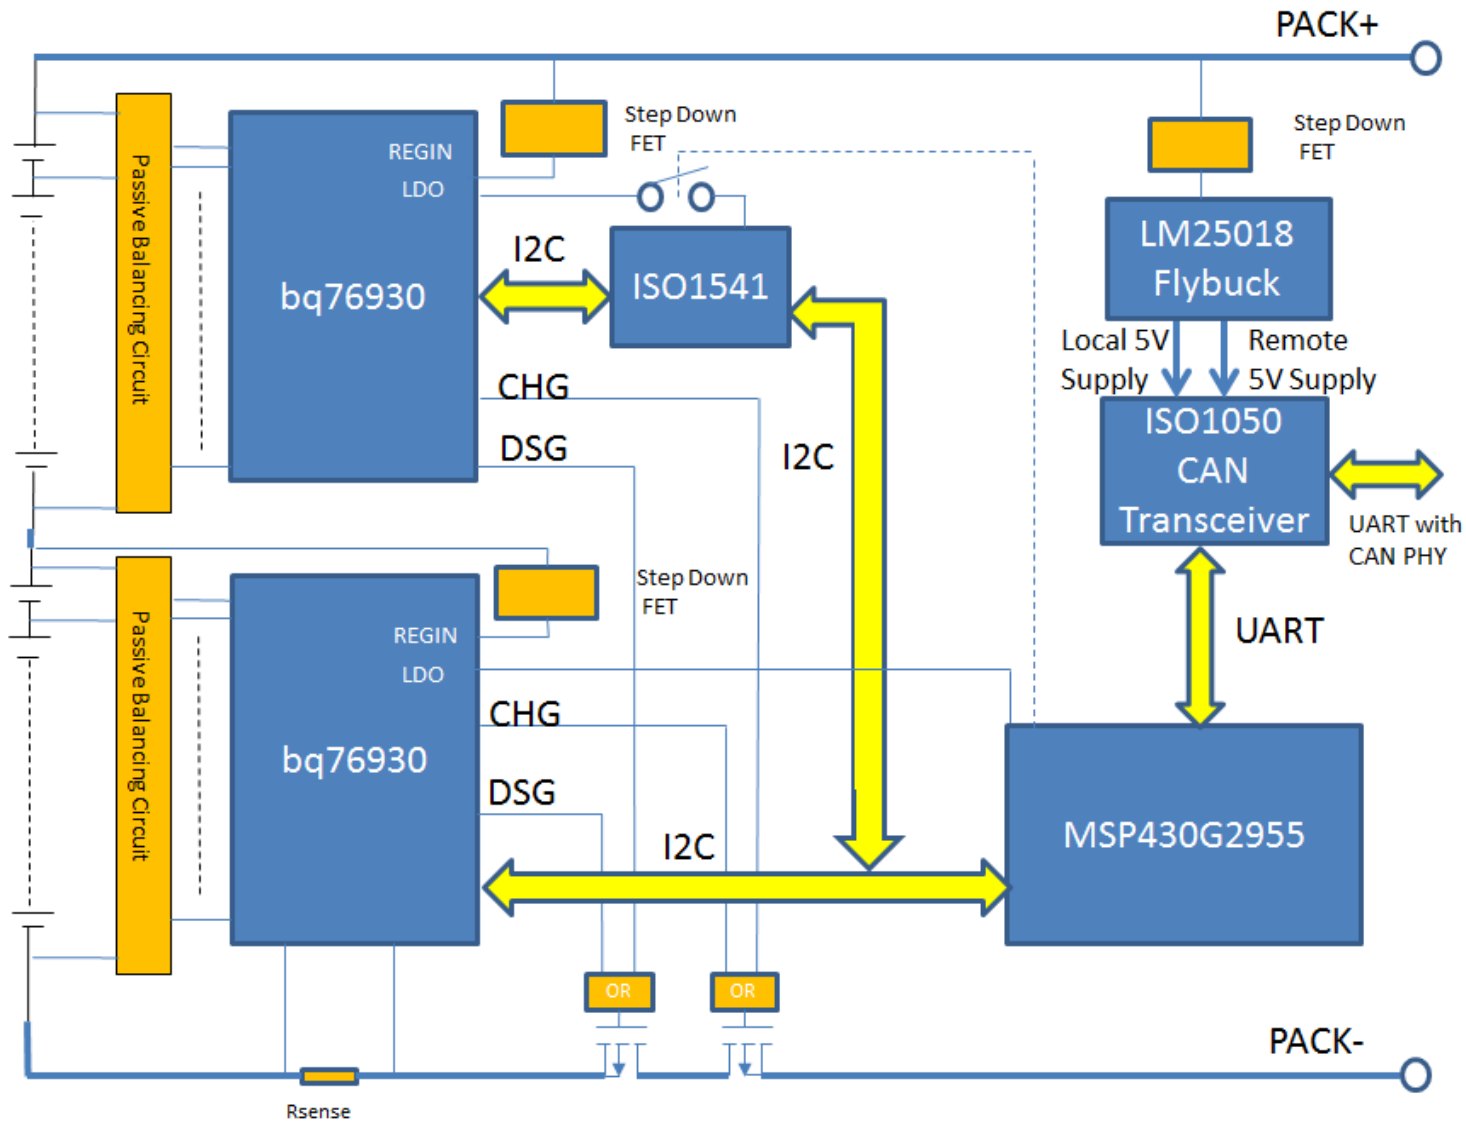 PACK+
Step Down
FET
Step Down
FET
Passive Balancing Circuit
REGIN
LDO
bq76930
I2C
ISO1541
LM25018
Flybuck
Local 5V
Supply
Remote
5V Supply
CHG
DSG
I2C
ISO1050
CAN
Transceiver
UART with
CAN PHY
Step Down
FET
Passive Balancing Circuit
REGIN
LDO
UART
CHG
bq76930
DSG
I2C
MSP430G2955
OR
OR
PACK-
Rsense